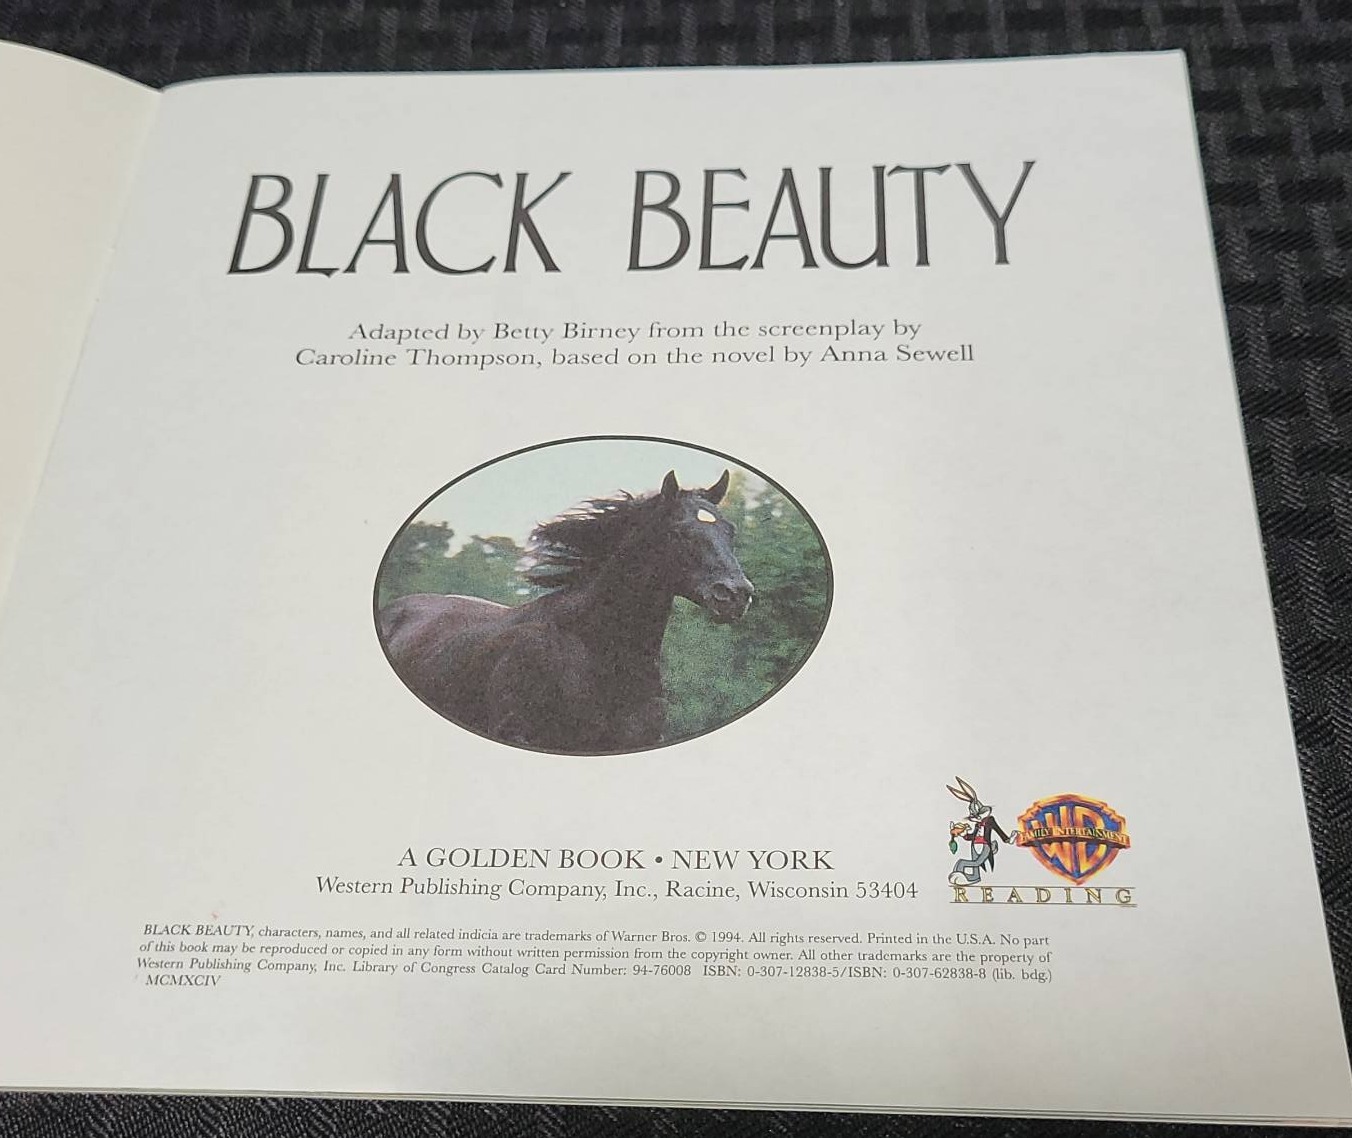 BLACK BEAUTY
Adapted by Betty Birney from the screenplay by
Caroline Thompson, based on the novel by Anna Sewell
A GOLDEN BOOK • NEW YORK
Western Publishing Company, Inc., Racine, Wisconsin 53404
WB
FAMILY ENTERTAINMENT
READING
BLACK BEAUTY, characters, names, and all related indicia are trademarks of Warner Bros. © 1994. All rights reserved. Printed in the U.S.A. No part
of this book may be reproduced or copied in any form without written permission from the copyright owner. All other trademarks are the property of
Western Publishing Company, Inc. Library of Congress Catalog Card Number: 94-76008 ISBN: 0-307-12838-5/ISBN: 0-307-62838-8 (lib. bdg.)
MCMXCIV